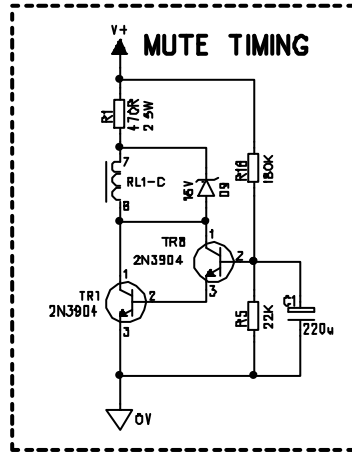 V+
MUTE TIMING
R1
470R
2.5W
7
RL1-C
8
16V
D9
R16
180K
1
TR8
2N3904
2
3
1
TR1
2N3904
2
3
R5
22K
C1
220u
0V